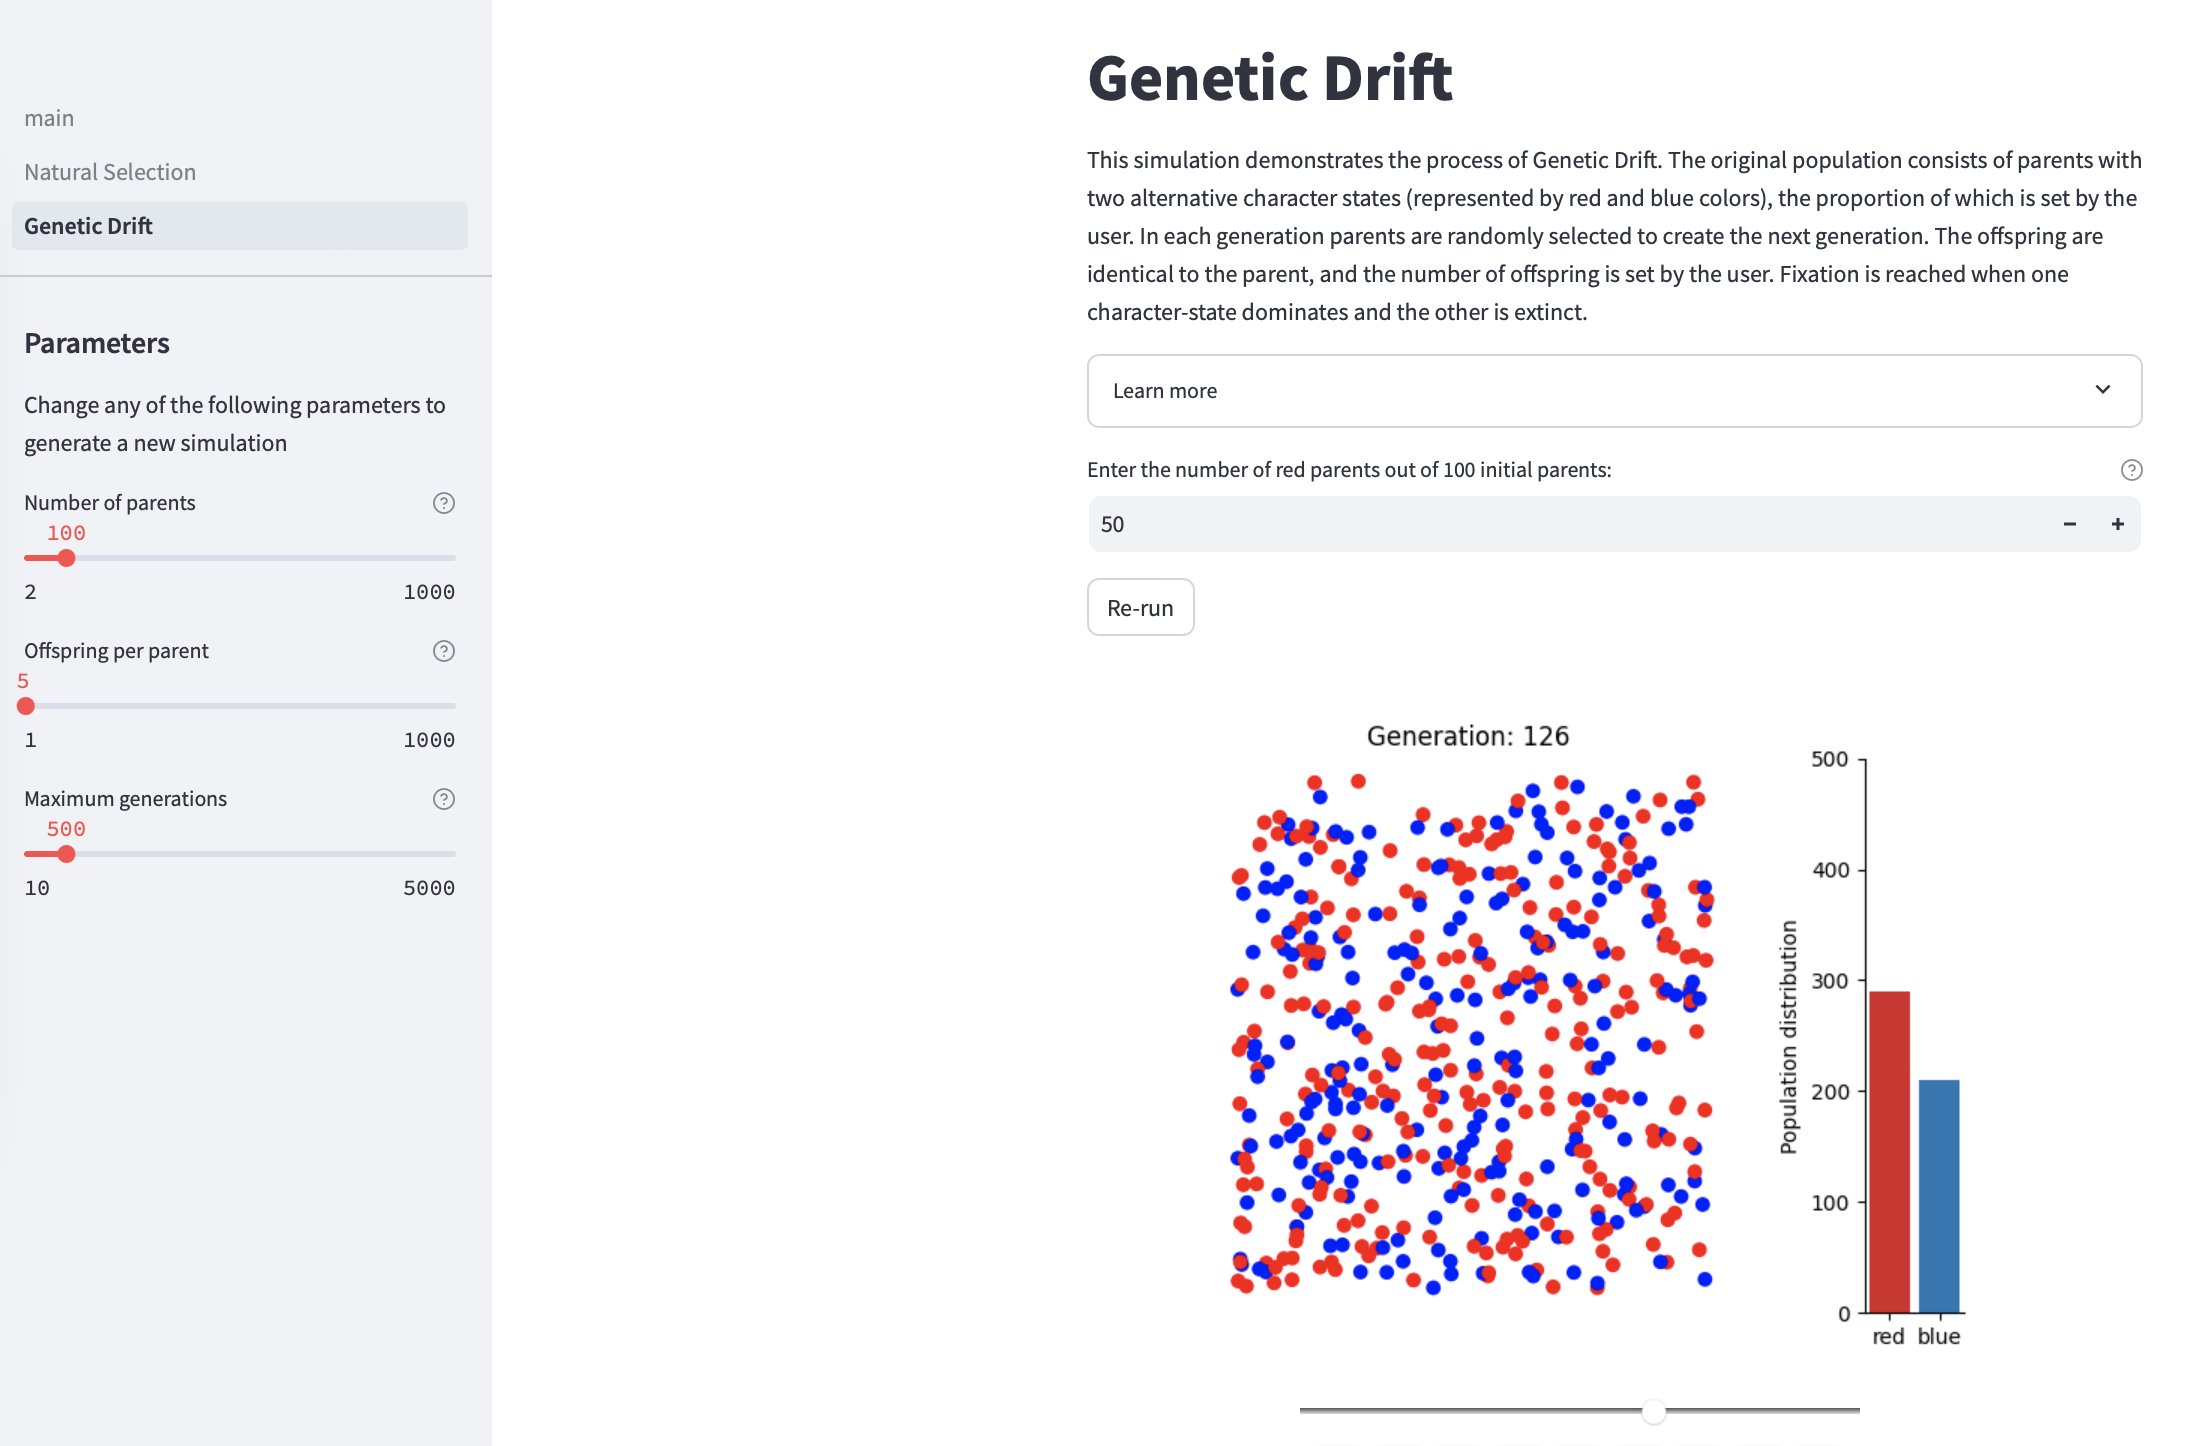 main
Natural Selection
Genetic Drift
Parameters
Change any of the following parameters to
generate a new simulation
Number of parents
100
2 1000
Offspring per parent
5
1 1000
Maximum generations
500
10 5000
Genetic Drift
This simulation demonstrates the process of Genetic Drift. The original population consists of parents with
two alternative character states (represented by red and blue colors), the proportion of which is set by the
user. In each generation parents are randomly selected to create the next generation. The offspring are
identical to the parent, and the number of offspring is set by the user. Fixation is reached when one
character-state dominates and the other is extinct.
Learn more
Enter the number of red parents out of 100 initial parents:
50
Re-run
Generation: 126
Population distribution
500
400
300
200
100
0
red blue